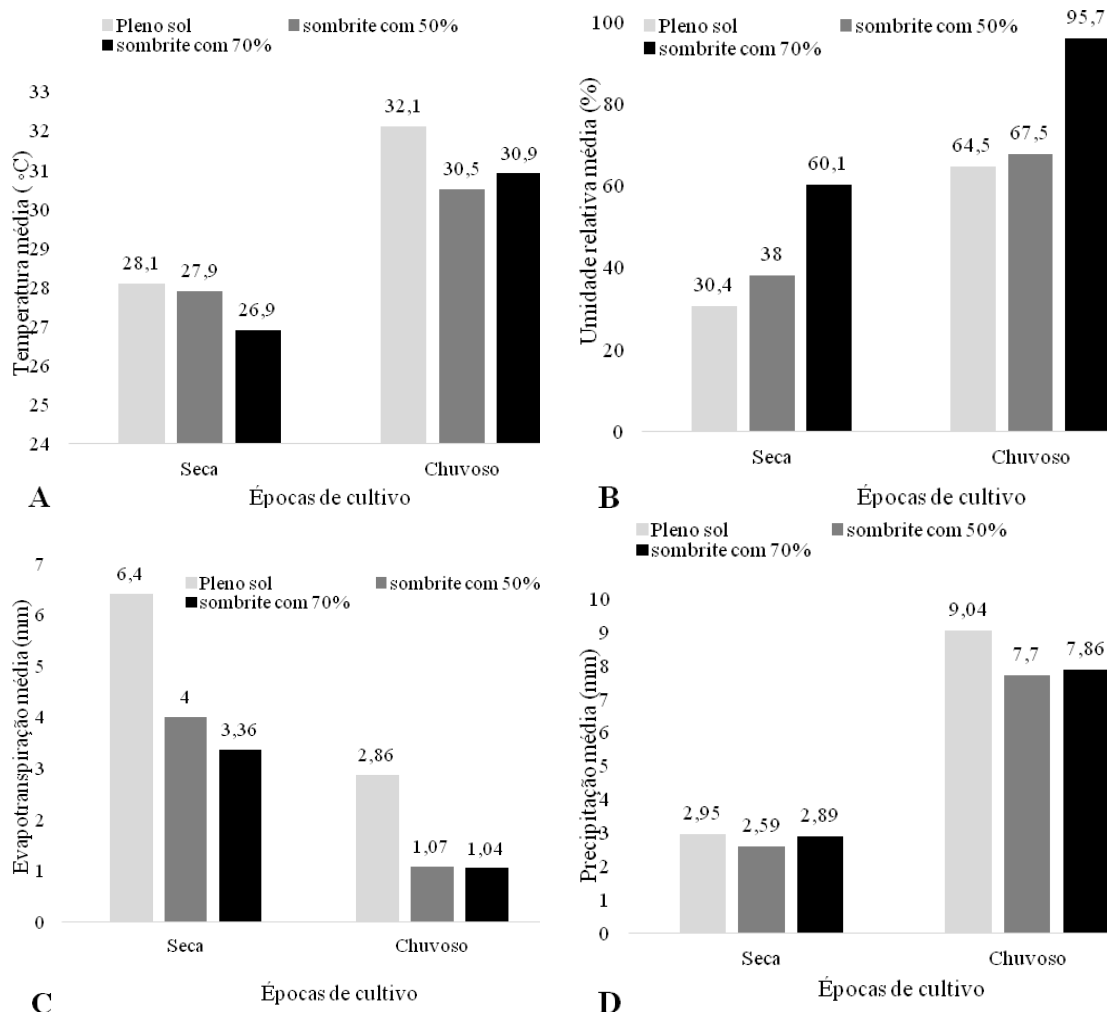 Pleno sol
sombrite com 50%
sombrite com 70%
Temperatura média ( °C)
33
32
31
30
29
28
27
26
25
24
28,1
27,9
26,9
32,1
30,5
30,9
Seca
Chuvoso
Épocas de cultivo
A
Pleno sol
sombrite com 50%
sombrite com 70%
Umidade relativa média (%)
100
80
60
40
20
0
30,4
38
60,1
64,5
67,5
95,7
Seca
Chuvoso
Épocas de cultivo
B
Pleno sol
sombrite com 50%
sombrite com 70%
Evapotranspiração média (mm)
7
6
5
4
3
2
1
0
6,4
4
3,36
2,86
1,07
1,04
Seca
Chuvoso
Épocas de cultivo
C
Pleno sol
sombrite com 50%
sombrite com 70%
Precipitação média (mm)
10
9
8
7
6
5
4
3
2
1
0
2,95
2,59
2,89
9,04
7,7
7,86
Seca
Chuvoso
Épocas de cultivo
D